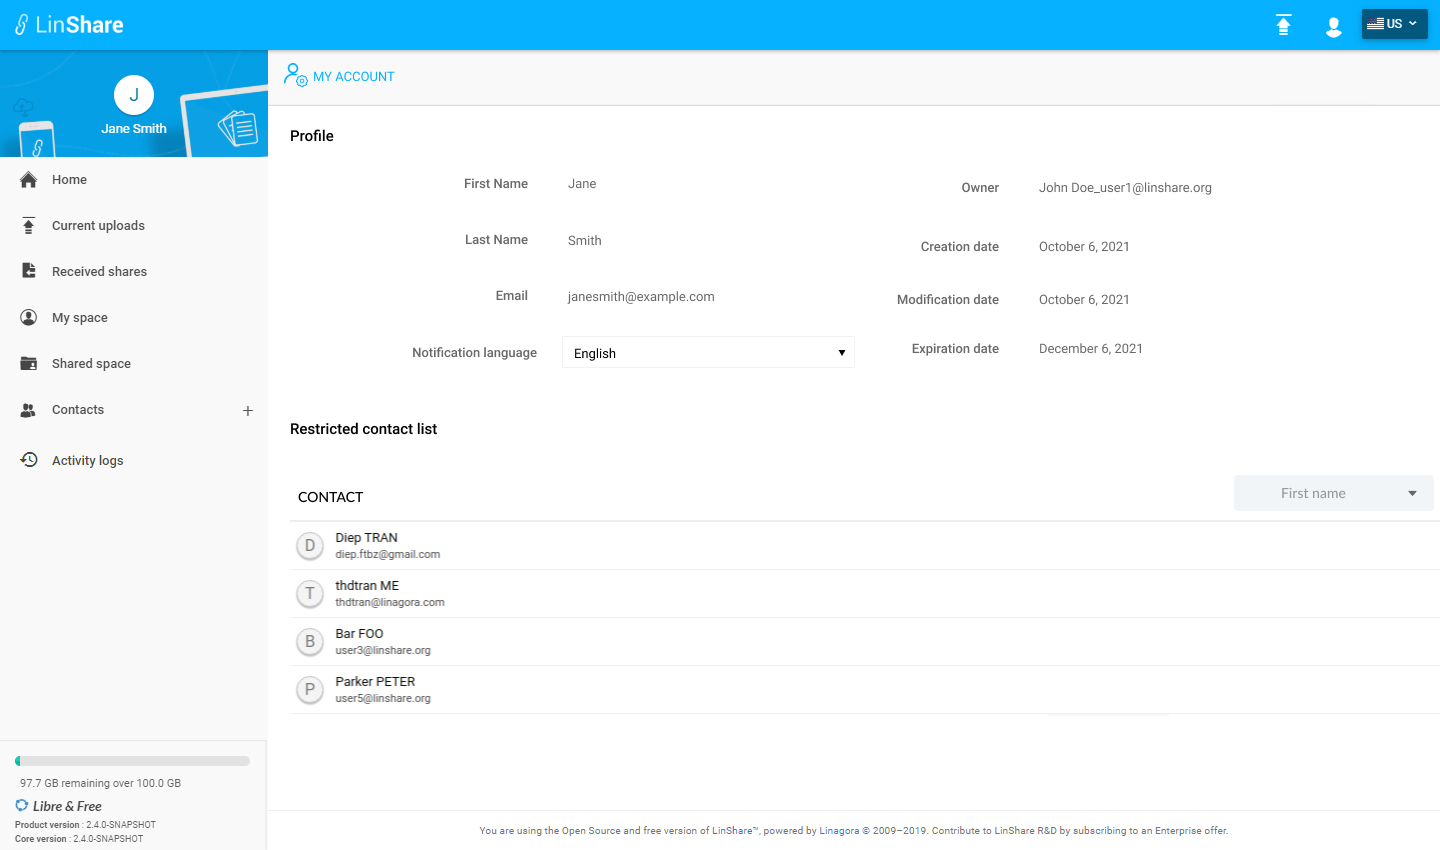 LinShare
US
J
Jane Smith
Home
Current uploads
Received shares
My space
Shared space
Contacts
+
Activity logs
97.7 GB remaining over 100.0 GB
Libre & Free
Product version : 2.4.0-SNAPSHOT
Core version : 2.4.0-SNAPSHOT
MY ACCOUNT
Profile
First Name Jane
Last Name Smith
Email janesmith@example.com
Notification language English
Owner John Doe_user1@linshare.org
Creation date October 6, 2021
Modification date October 6, 2021
Expiration date December 6, 2021
Restricted contact list
CONTACT First name
D Diep TRAN
diep.ftbz@gmail.com
T thdtran ME
thdtran@linagora.com
B Bar FOO
user3@linshare.org
P Parker PETER
user5@linshare.org
You are using the Open Source and free version of LinShare™, powered by Linagora © 2009–2019. Contribute to LinShare R&D by subscribing to an Enterprise offer.